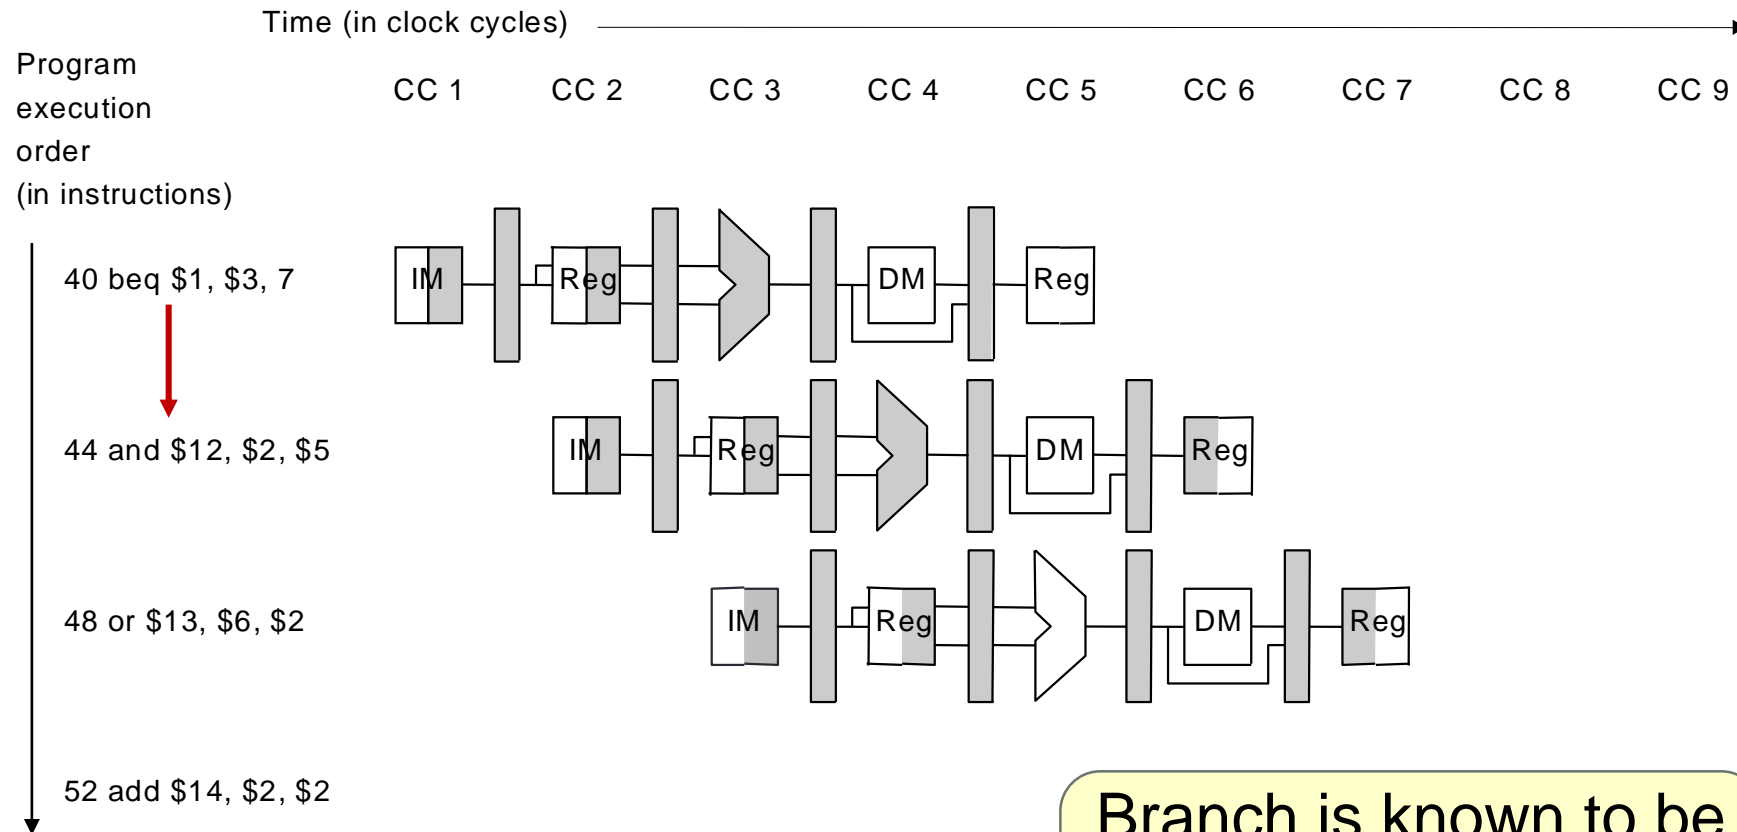 Time (in clock cycles)
Program
execution
order
(in instructions)
CC 1 CC 2 CC 3 CC 4 CC 5 CC 6 CC 7 CC 8 CC 9
40 beq $1, $3, 7
IM Reg DM Reg
44 and $12, $2, $5
IM Reg DM Reg
48 or $13, $6, $2
IM Reg DM Reg
52 add $14, $2, $2
Branch is known to be